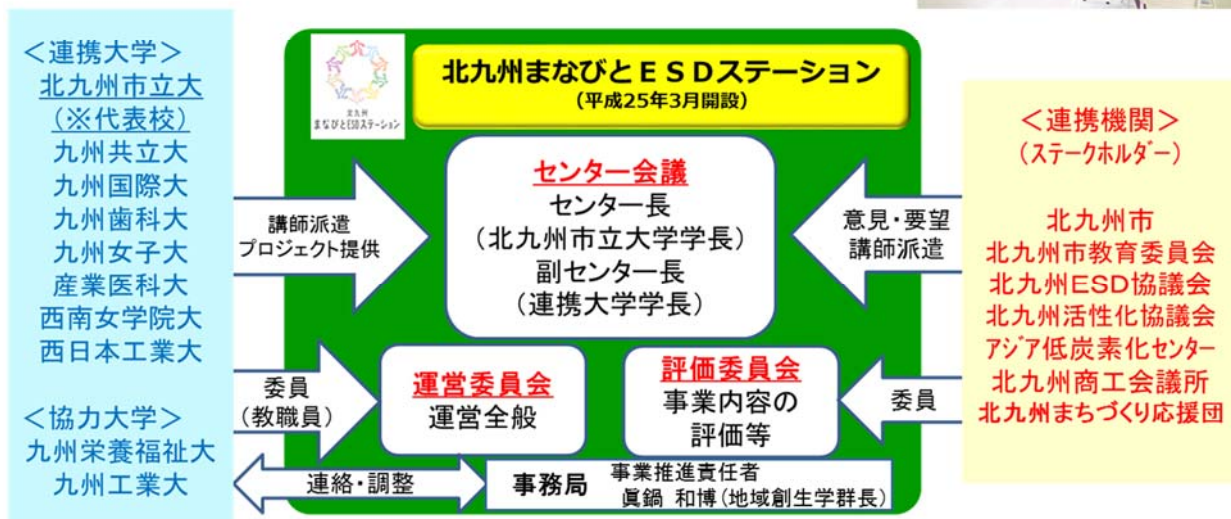 ＜連携大学＞
北九州市立大
（※代表校）
九州共立大
九州国際大
九州歯科大
九州女子大
産業医科大
西南女学院大
西日本工業大
＜協力大学＞
九州栄養福祉大
九州工業大
北九州
まなびとESDステーション
北九州まなびとＥＳＤステーション
(平成25年3月開設)
センター会議
センター長
（北九州市立大学学長）
副センター長
（連携大学学長）
講師派遣
プロジェクト提供
意見・要望
講師派遣
委員
（教職員）
運営委員会
運営全般
評価委員会
事業内容の
評価等
委員
連絡・調整
事務局
事業推進責任者
眞鍋 和博（地域創生学群長）
＜連携機関＞
（ステークホルダー）
北九州市
北九州市教育委員会
北九州ESD協議会
北九州活性化協議会
アジア低炭素化センター
北九州商工会議所
北九州まちづくり応援団